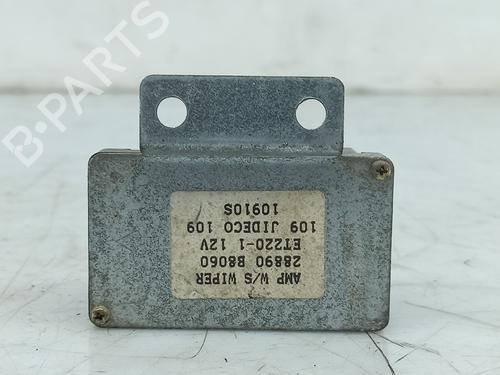 AMP W/S WIPER
28890 B8060
ET220-1 12V
109 JIDECO 109
10910S
B-PARTS